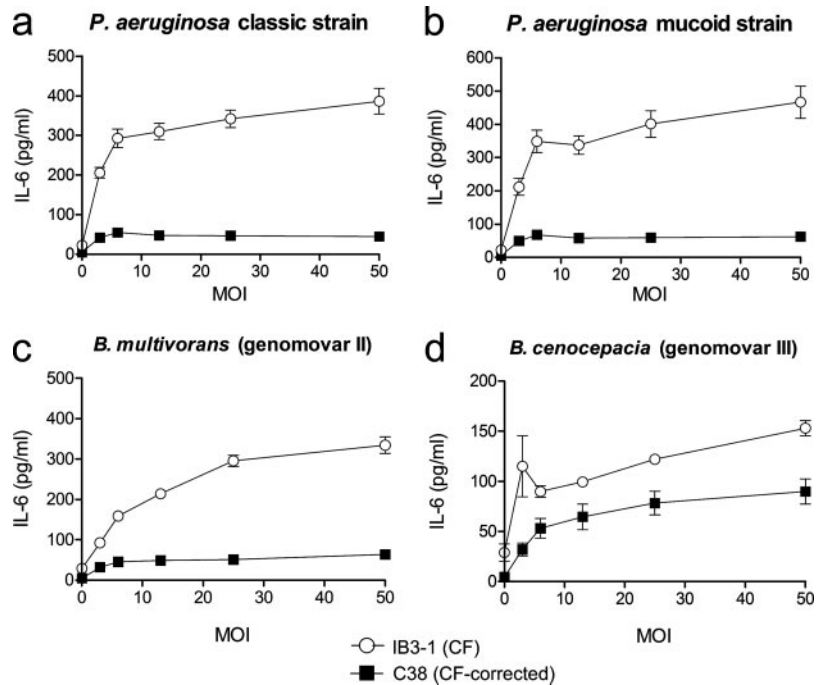 a
P. aeruginosa classic strain
IL-6 (pg/ml)
500
400
300
200
100
0
0 10 20 30 40 50
MOI
b
P. aeruginosa mucoid strain
IL-6 (pg/ml)
600
500
400
300
200
100
0
0 10 20 30 40 50
MOI
c
B. multivorans (genomovar II)
IL-6 (pg/ml)
500
400
300
200
100
0
0 10 20 30 40 50
MOI
d
B. cenocepacia (genomovar III)
IL-6 (pg/ml)
200
150
100
50
0
0 10 20 30 40 50
MOI
IB3-1 (CF)
C38 (CF-corrected)